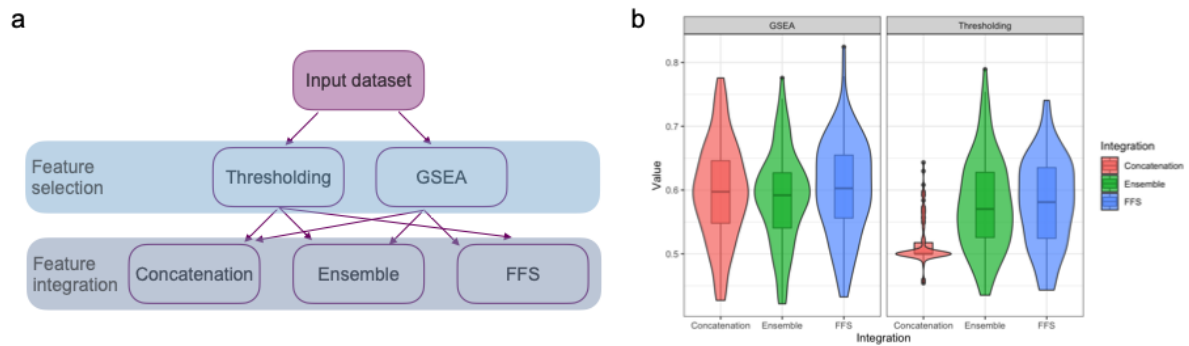 a
Input dataset
Feature
selection
Thresholding
GSEA
Feature
integration
Concatenation
Ensemble
FFS
b
GSEA
Thresholding
Value
0.8
0.7
0.6
0.5
Concatenation
Ensemble
FFS
Concatenation
Ensemble
FFS
Integration
Integration
Concatenation
Ensemble
FFS